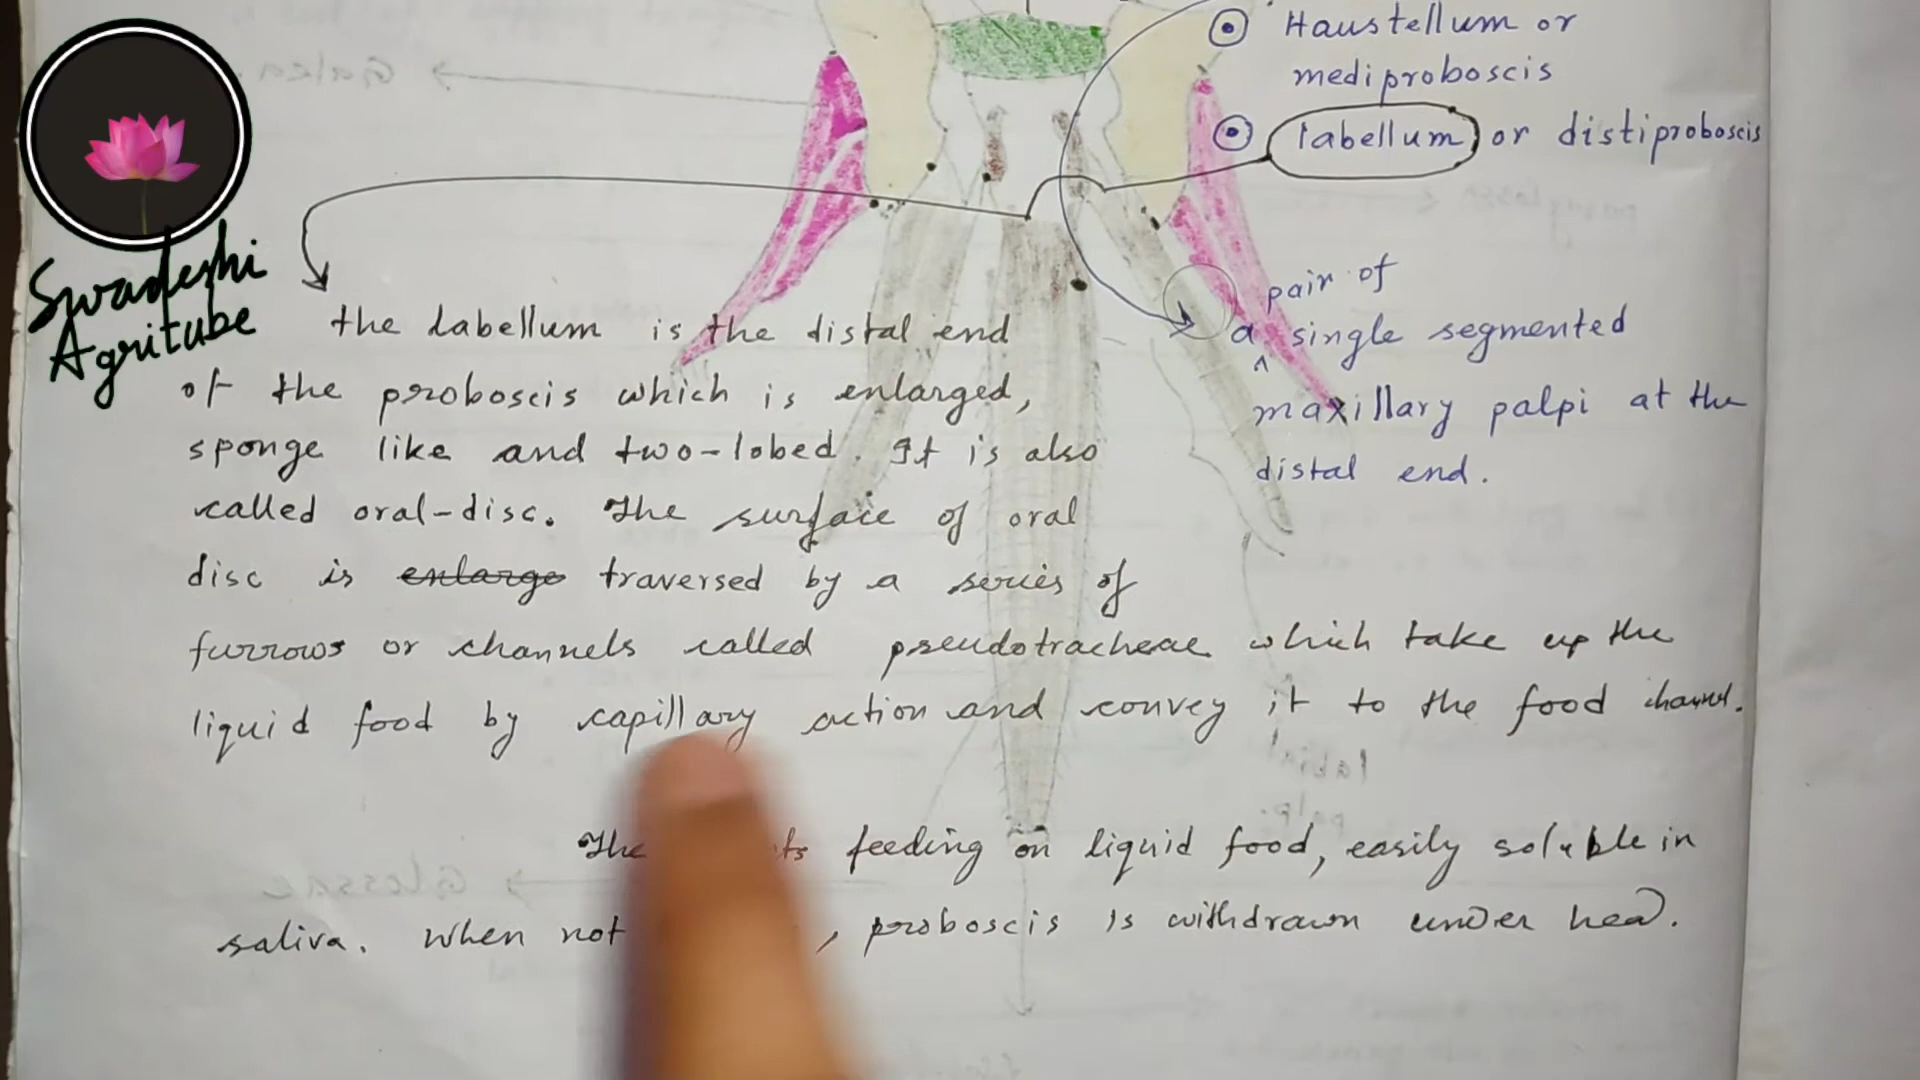 Haustellum or
mediproboscis
labellum or distiproboscis
Swadeshi
Agritube
pair of
a single segmented
maxillary palpi at the
distal end.
the labellum is the distal end
of the proboscis which is enlarged,
sponge like and two-lobed. It is also
called oral-disc. The surface of oral
disc is enlarge traversed by a series of
furrows or channels called pseudotracheae which take up the
liquid food by capillary action and convey it to the food channel.
The feeding on liquid food, easily soluble in
saliva. When not , proboscis is withdrawn under head.
Galea
labial
palp.
Glossae